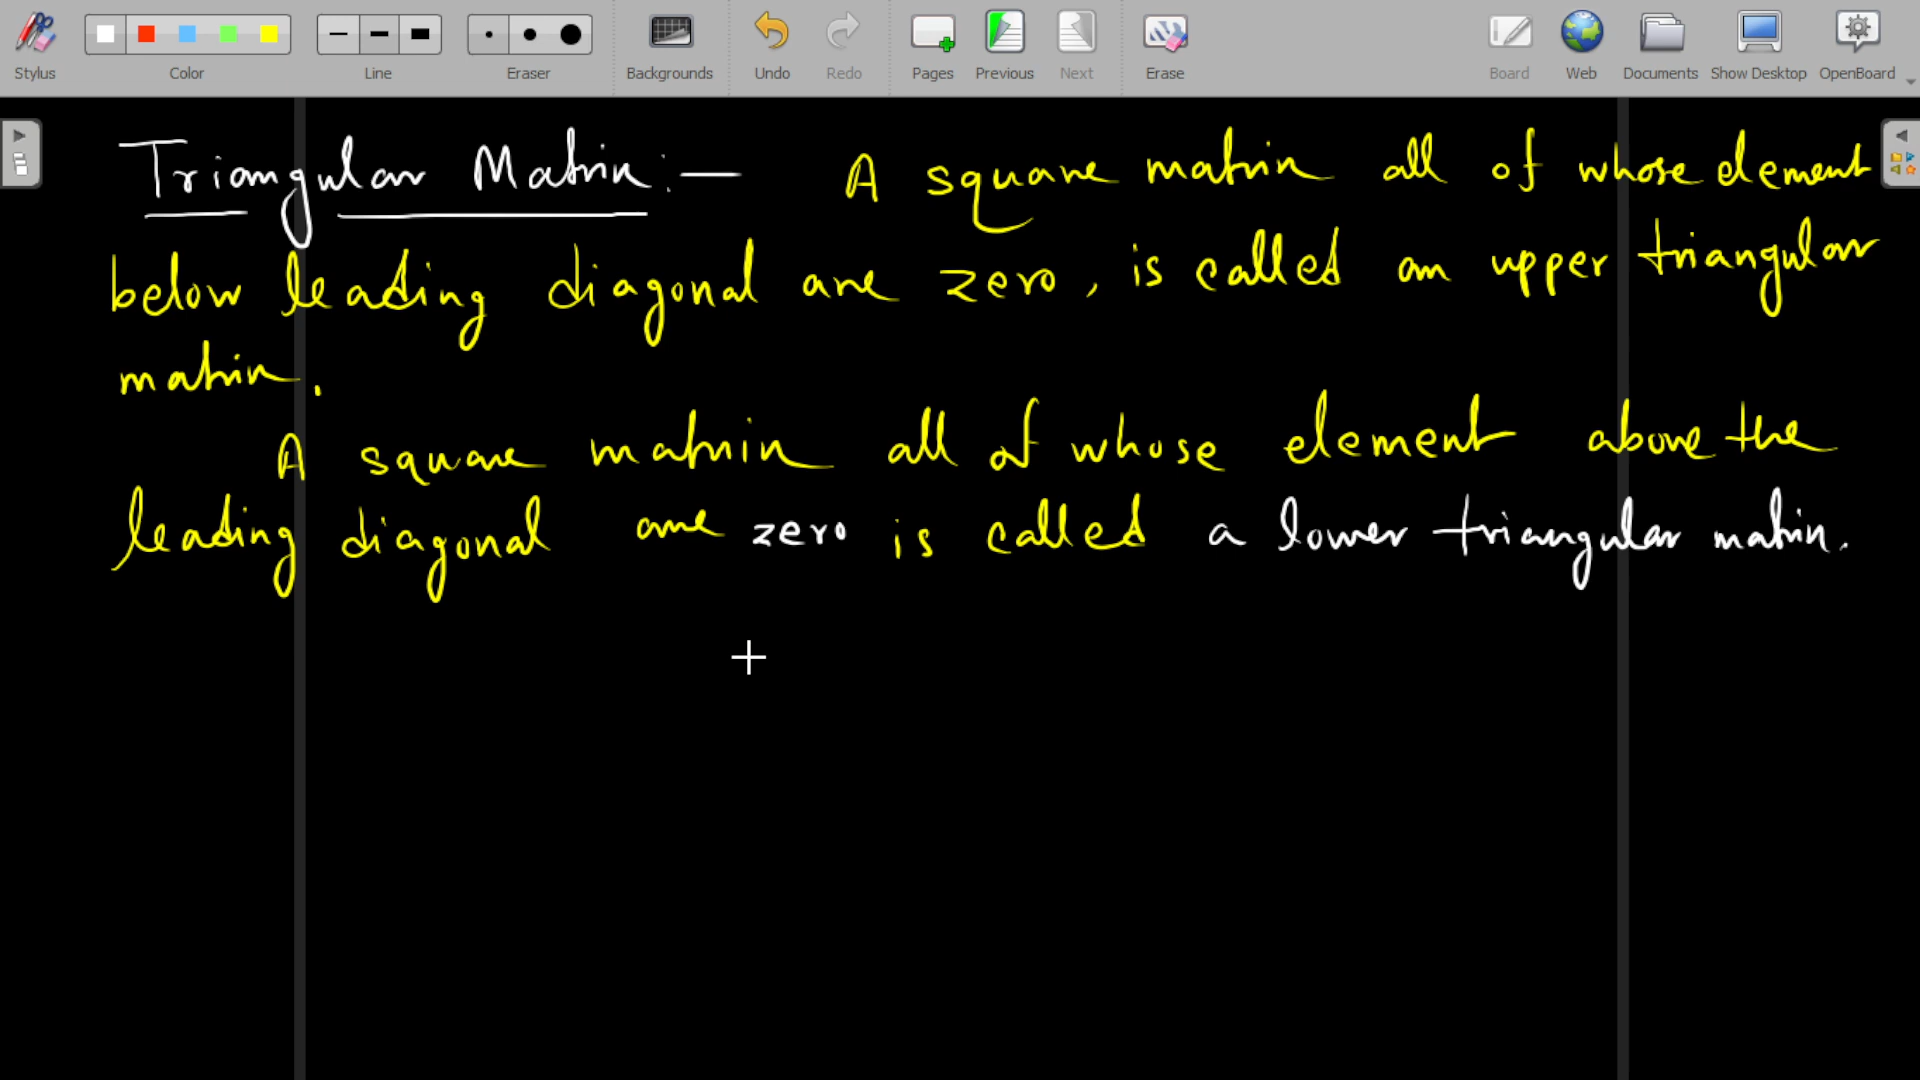 Stylus Color Line Eraser Backgrounds Undo Redo Pages Previous Next Erase Board Web Documents Show Desktop OpenBoard
Triangular Matrix :— A square matrix all of whose element
below leading diagonal are zero, is called an upper triangular
matrix.
A square matrix all of whose element above the
leading diagonal are zero is called a lower triangular matrix.